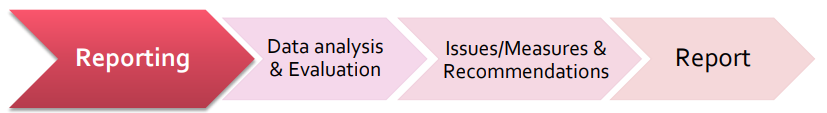 Reporting
Data analysis
& Evaluation
Issues/Measures &
Recommendations
Report